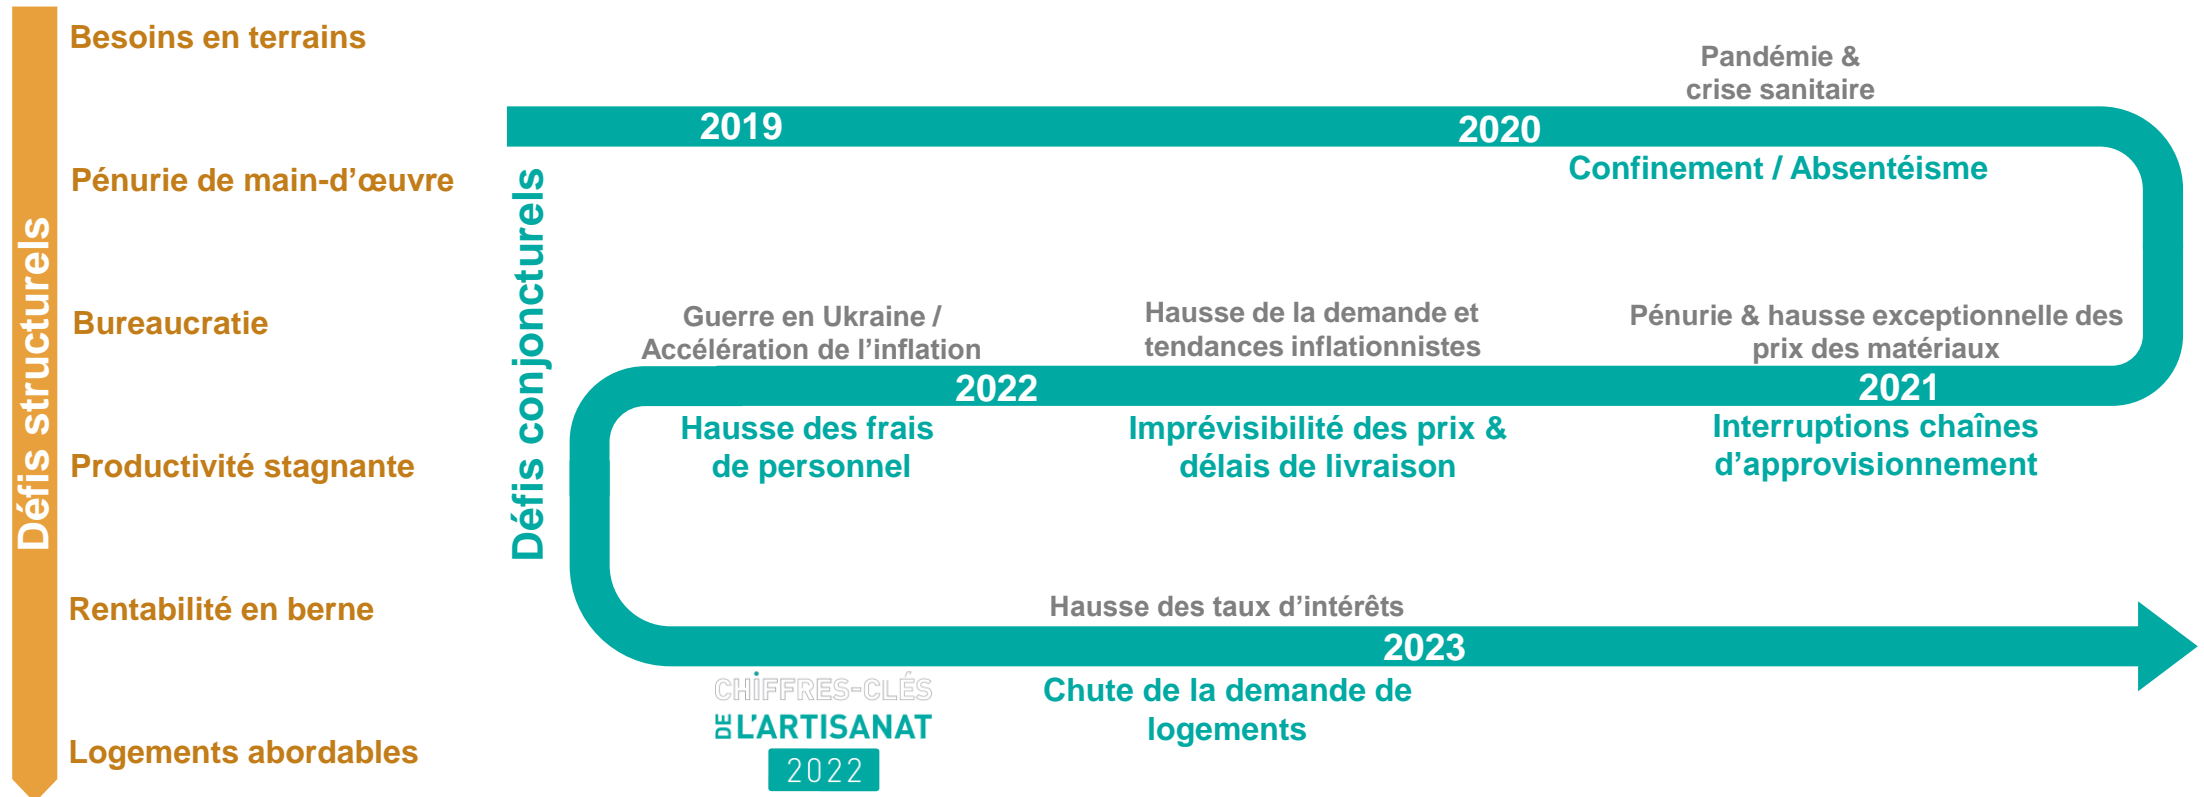 Défis structurels
Besoins en terrains
Pénurie de main-d’œuvre
Bureaucratie
Productivité stagnante
Rentabilité en berne
Logements abordables
Défis conjoncturels
2019
Pandémie &
crise sanitaire
2020
Confinement / Absentéisme
Pénurie & hausse exceptionnelle des
prix des matériaux
2021
Interruptions chaînes
d’approvisionnement
Hausse de la demande et
tendances inflationnistes
Imprévisibilité des prix &
délais de livraison
Guerre en Ukraine /
Accélération de l’inflation
2022
Hausse des frais
de personnel
Hausse des taux d’intérêts
2023
Chute de la demande de
logements
CHIFFRES-CLÉS
DE L’ARTISANAT
2022